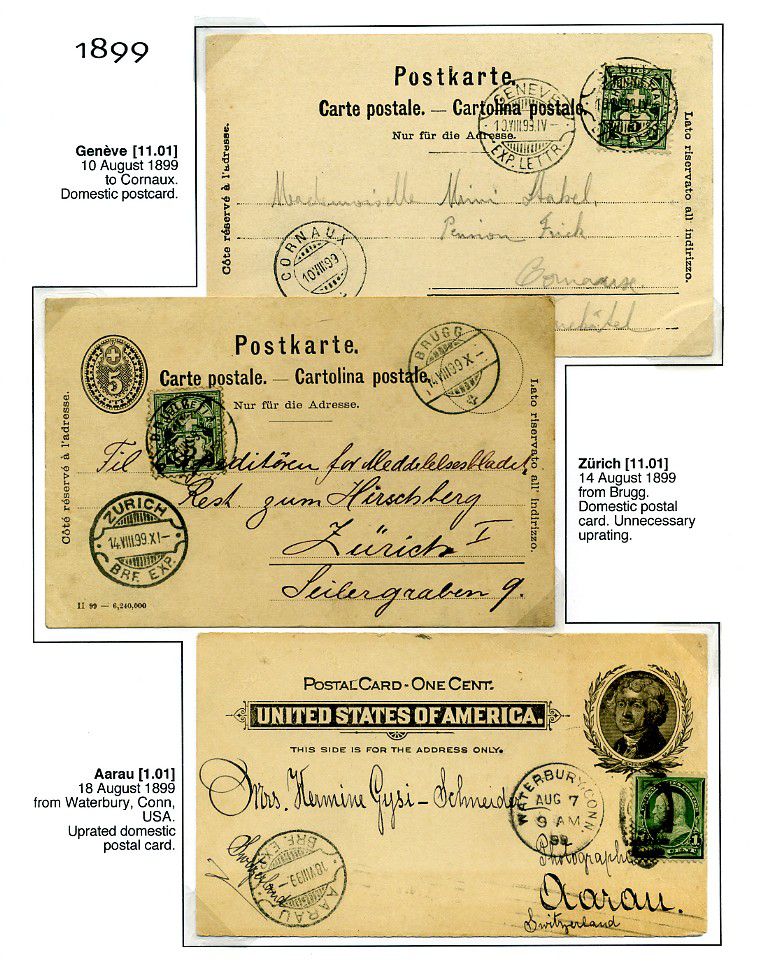 1899
Genève [11.01]
10 August 1899
to Cornaux.
Domestic postcard.
Postkarte.
Carte postale. — Cartolina postale.
Nur für die Adresse.
Côté réservé à l'adresse.
Lato riservato all' indirizzo.
GENEVE
10.VIII.99.IV–
EXP. LETTR.
5
Mademoiselle Mimi
Pension Frick
Cornaux
CORNAUX
10.VIII.99
Postkarte.
Carte postale. — Cartolina postale.
Nur für die Adresse.
Côté réservé à l'adresse.
Lato riservato all' indirizzo.
5
BRUGG
14.VIII.99.X–
Til Expeditören for Meddelelsesbladet
Rest zum Hirschberg
Zürich I
Seilergraben 9.
ZÜRICH
14.VIII.99.XI–
BRF. EXP.
II 99 — 6,240,000
Zürich [11.01]
14 August 1899
from Brugg.
Domestic postal
card. Unnecessary
uprating.
POSTAL CARD - ONE CENT.
UNITED STATES OF AMERICA.
THIS SIDE IS FOR THE ADDRESS ONLY.
Mrs. Hermine Gysi-Schneider
WATERBURY, CONN.
AUG 7
9 AM
99
1
Photographie
Aarau.
Switzerland
Switzerland
AARAU
18.VIII.99
BRF. EXP.
Aarau [1.01]
18 August 1899
from Waterbury, Conn,
USA.
Uprated domestic
postal card.